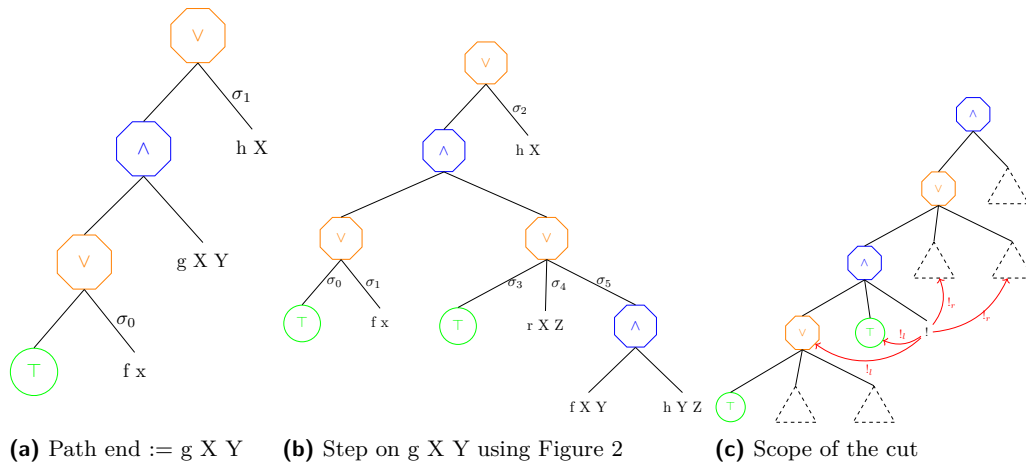 ∨
σ₁
∧
h X
∨
g X Y
σ₀
⊤
f x
(a) Path end := g X Y
∨
σ₂
∧
h X
∨
∨
σ₀
σ₁
σ₃
σ₄
σ₅
⊤
f x
⊤
r X Z
∧
f X Y
h Y Z
(b) Step on g X Y using Figure 2
∧
∨
∧
!ᵣ
!ᵣ
∨
⊤
!ₗ
!
!ₗ
⊤
(c) Scope of the cut